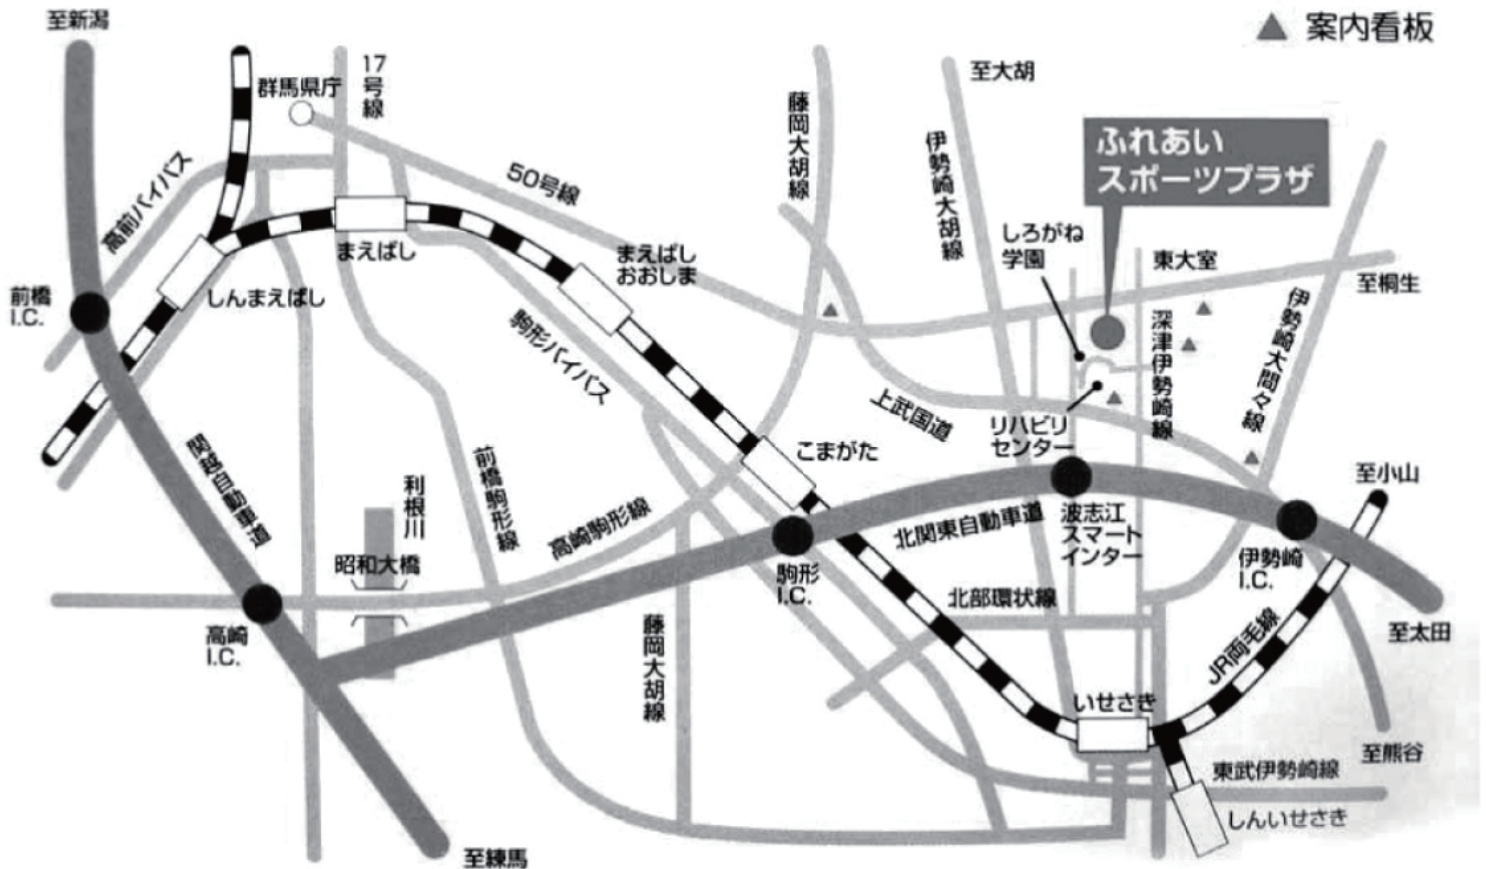 至新潟
案内看板
17号線
群馬県庁
至大胡
藤岡大胡線
伊勢崎大胡線
ふれあい
スポーツプラザ
高前バイパス
50号線
まえばし
まえばし
おおしま
しろがね
学園
東大室
至桐生
前橋
I.C.
しんまえばし
駒形バイパス
深津伊勢崎線
伊勢崎大間々線
上武国道
リハビリ
センター
こまがた
関越自動車道
利根川
前橋駒形線
高崎駒形線
至小山
北関東自動車道
波志江
スマート
インター
伊勢崎
I.C.
昭和大橋
駒形
I.C.
北部環状線
高崎
I.C.
藤岡大胡線
JR両毛線
至太田
いせさき
至熊谷
東武伊勢崎線
しんいせさき
至練馬